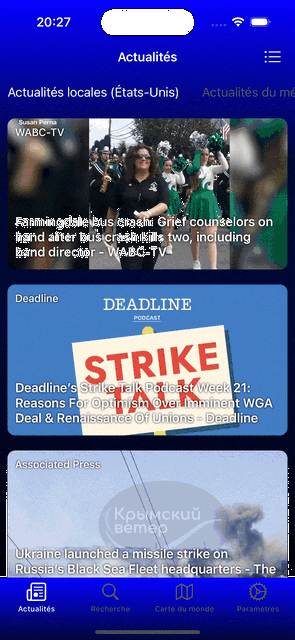 20:27
Actualités
Actualités locales (États-Unis)
Actualités du
Susan Perna
WABC-TV
Farmingdale bus crash: Grief counselors on
hand after bus crash kills two, including
band director - WABC-TV
Deadline
DEADLINE
PODCAST
STRIKE
TALK
Deadline’s Strike Talk Podcast Week 21:
Reasons For Optimism Over Imminent WGA
Deal & Renaissance Of Unions - Deadline
Associated Press
Крымский
ветер
Ukraine launched a missile strike on
Russia’s Black Sea Fleet headquarters - The
Actualités
Recherche
Carte du monde
Paramètres